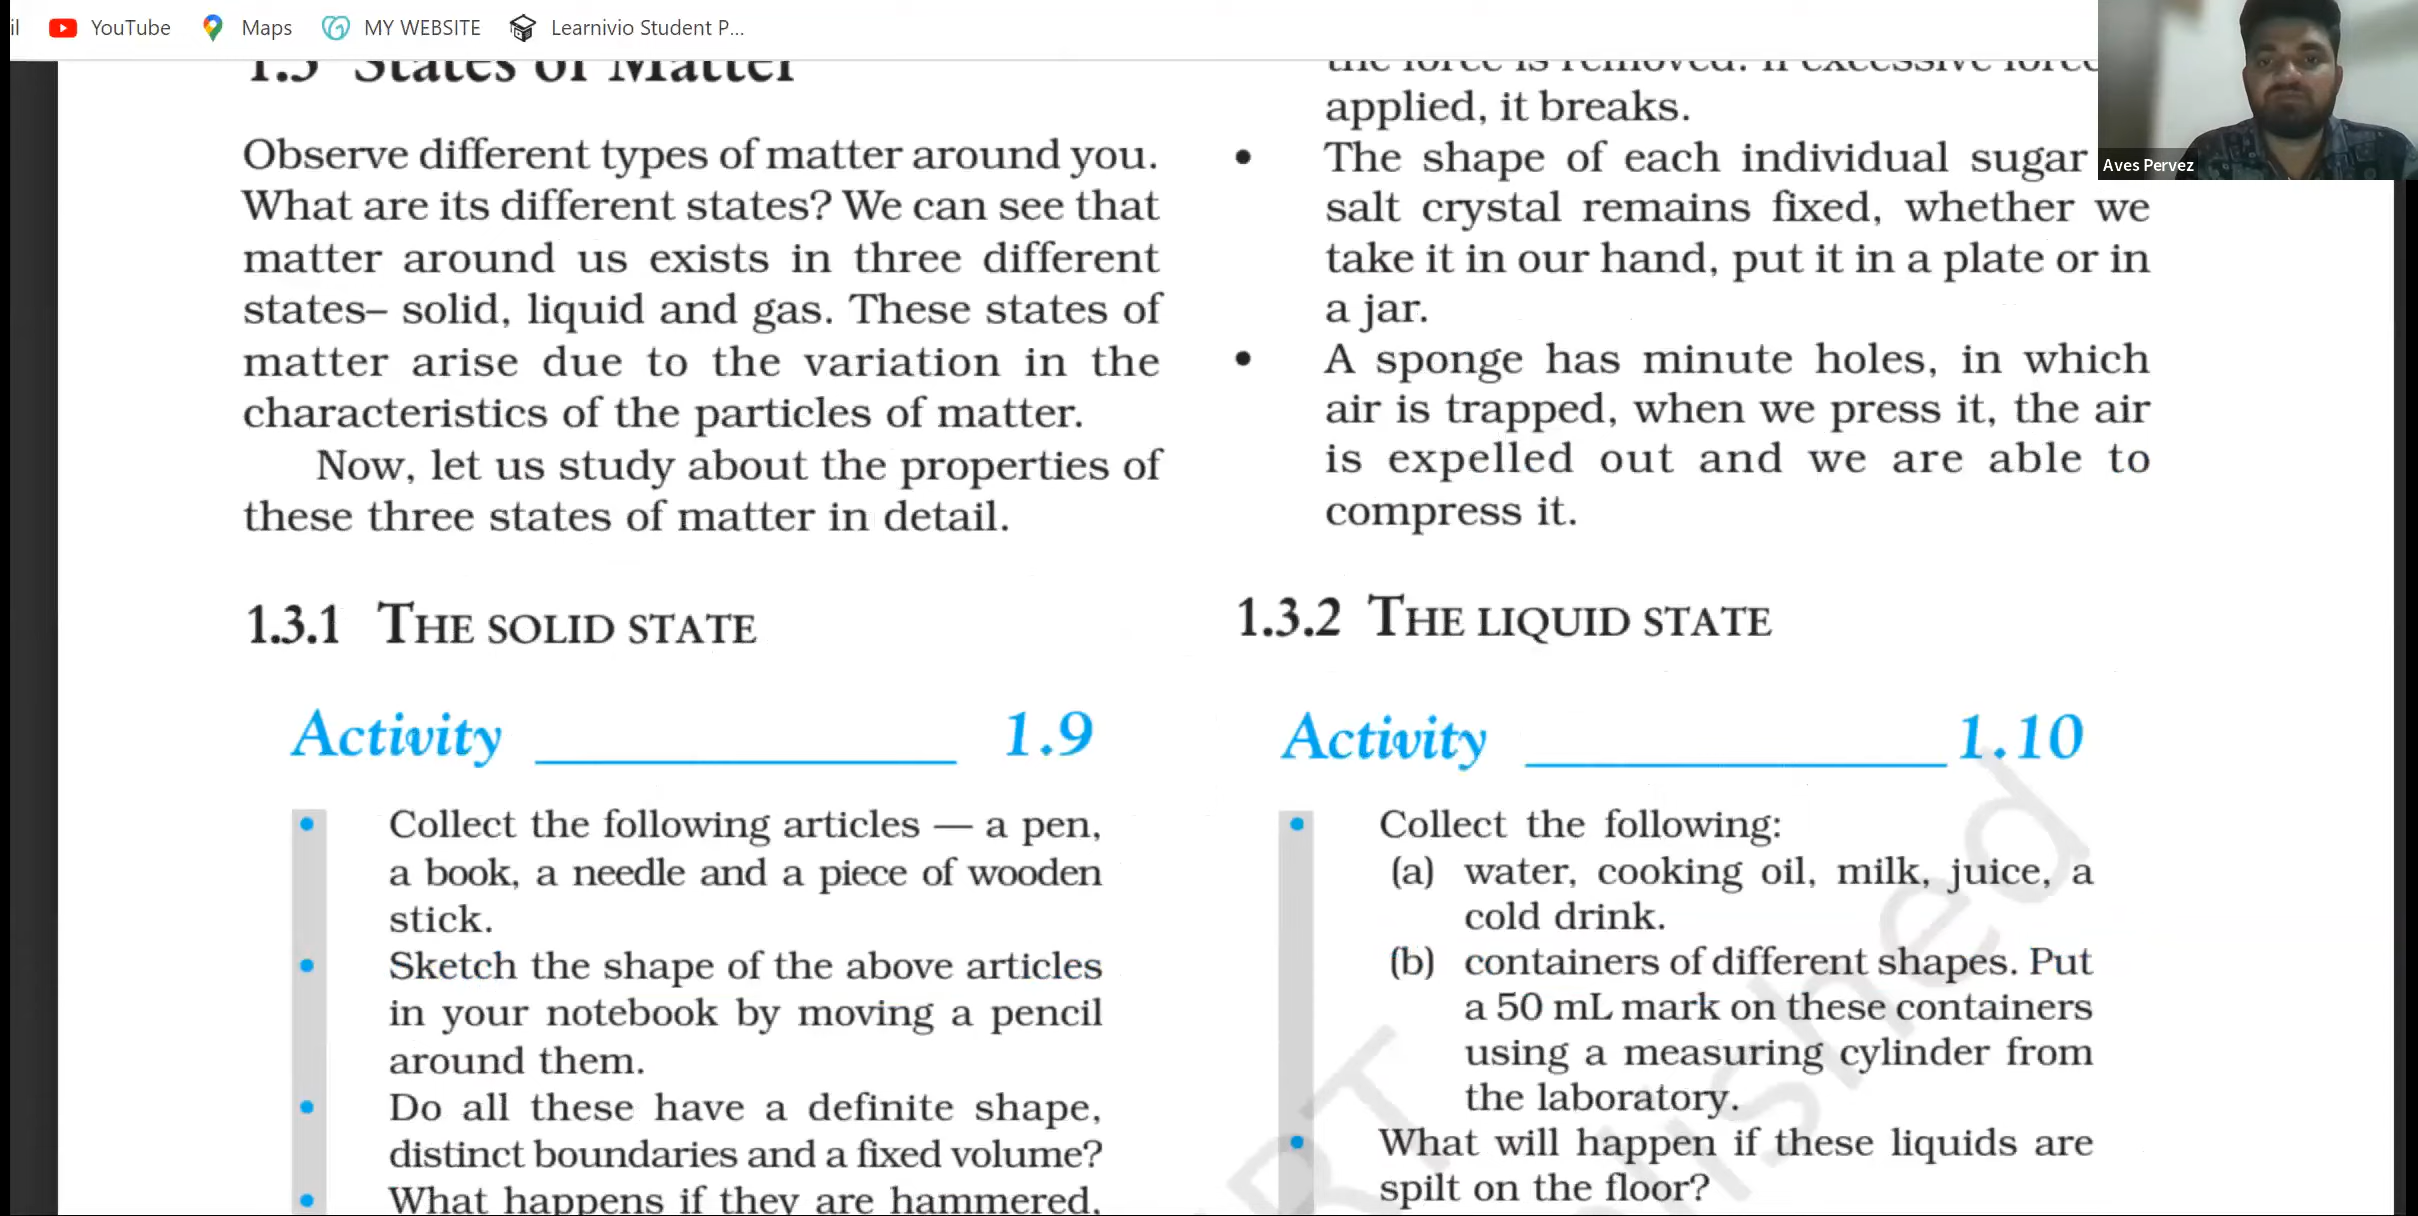 il YouTube Maps MY WEBSITE Learnivio Student P...
Aves Pervez
1.3 States of Matter
Observe different types of matter around you.
What are its different states? We can see that
matter around us exists in three different
states– solid, liquid and gas. These states of
matter arise due to the variation in the
characteristics of the particles of matter.
Now, let us study about the properties of
these three states of matter in detail.
1.3.1 THE SOLID STATE
Activity ______________ 1.9
• Collect the following articles — a pen,
a book, a needle and a piece of wooden
stick.
• Sketch the shape of the above articles
in your notebook by moving a pencil
around them.
• Do all these have a definite shape,
distinct boundaries and a fixed volume?
• What happens if they are hammered,
the force is removed. If excessive force
applied, it breaks.
• The shape of each individual sugar
salt crystal remains fixed, whether we
take it in our hand, put it in a plate or in
a jar.
• A sponge has minute holes, in which
air is trapped, when we press it, the air
is expelled out and we are able to
compress it.
1.3.2 THE LIQUID STATE
Activity ______________ 1.10
• Collect the following:
(a) water, cooking oil, milk, juice, a
cold drink.
(b) containers of different shapes. Put
a 50 mL mark on these containers
using a measuring cylinder from
the laboratory.
• What will happen if these liquids are
spilt on the floor?